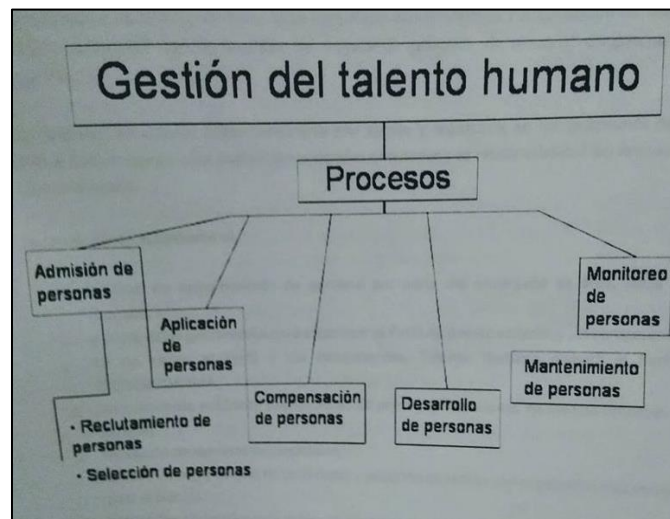 Gestión del talento humano
Procesos
Admisión de
personas
Aplicación
de
personas
• Reclutamiento de
personas
• Selección de personas
Compensación
de personas
Desarrollo
de personas
Mantenimiento
de personas
Monitoreo
de
personas